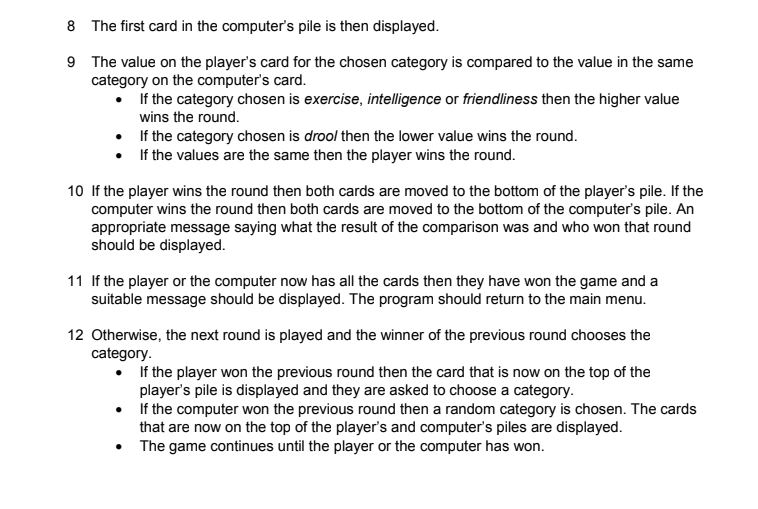 8 The first card in the computer's pile is then displayed.
9 The value on the player's card for the chosen category is compared to the value in the same
category on the computer's card.
• If the category chosen is exercise, intelligence or friendliness then the higher value
wins the round.
• If the category chosen is drool then the lower value wins the round.
• If the values are the same then the player wins the round.
10 If the player wins the round then both cards are moved to the bottom of the player's pile. If the
computer wins the round then both cards are moved to the bottom of the computer's pile. An
appropriate message saying what the result of the comparison was and who won that round
should be displayed.
11 If the player or the computer now has all the cards then they have won the game and a
suitable message should be displayed. The program should return to the main menu.
12 Otherwise, the next round is played and the winner of the previous round chooses the
category.
• If the player won the previous round then the card that is now on the top of the
player's pile is displayed and they are asked to choose a category.
• If the computer won the previous round then a random category is chosen. The cards
that are now on the top of the player's and computer's piles are displayed.
• The game continues until the player or the computer has won.